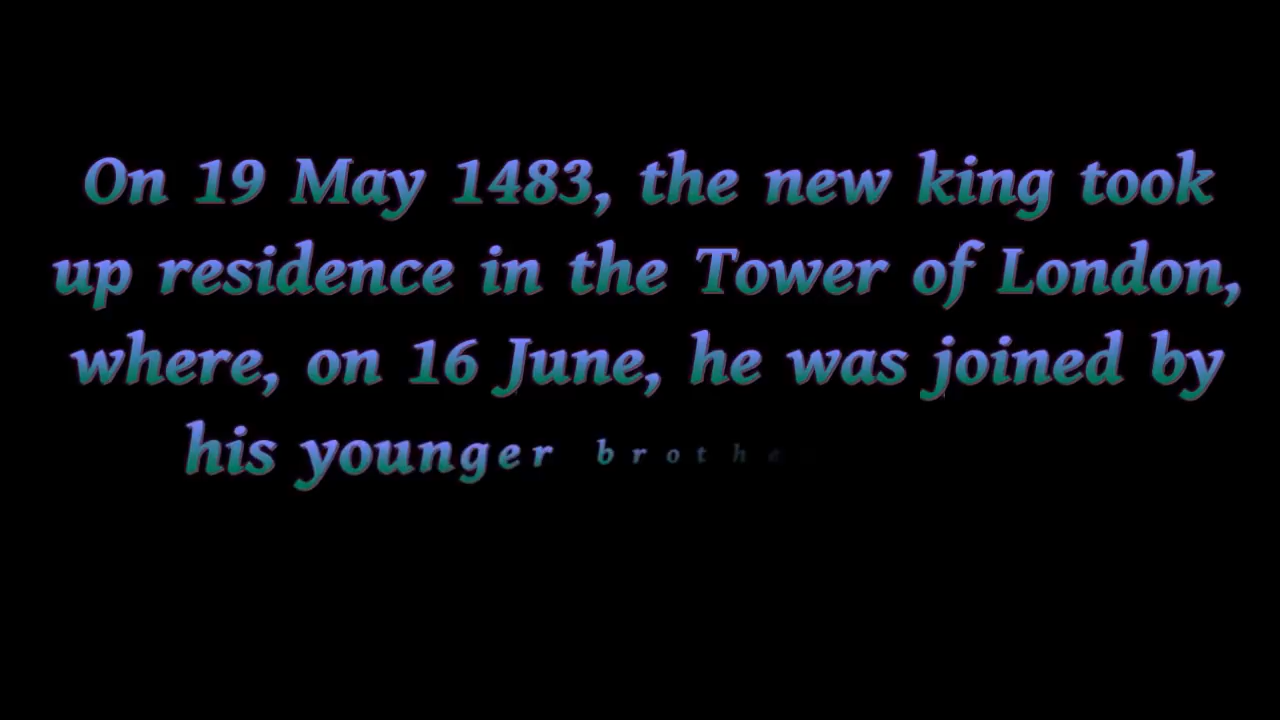 On 19 May 1483, the new king took
up residence in the Tower of London,
where, on 16 June, he was joined by
his younger brothe